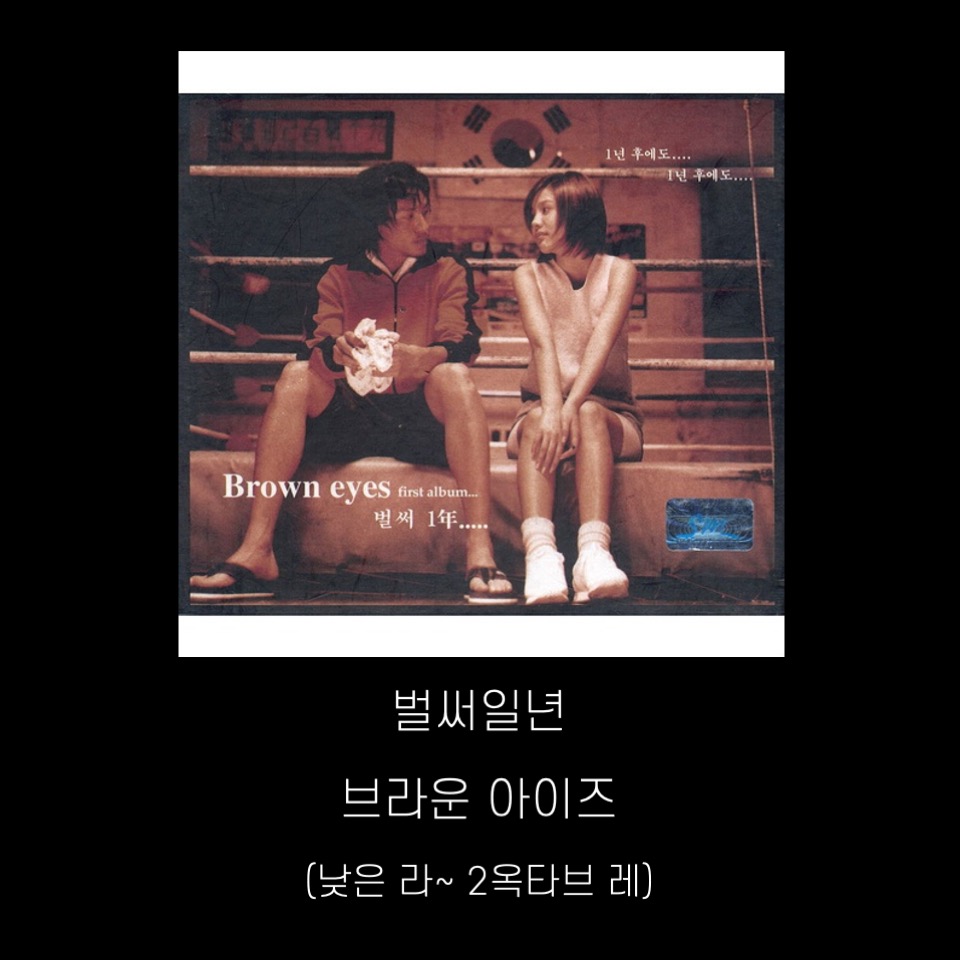 1년 후에도....
1년 후에도....
Brown eyes first album...
벌써 1年.....
벌써일년
브라운 아이즈
(낮은 라~ 2옥타브 레)